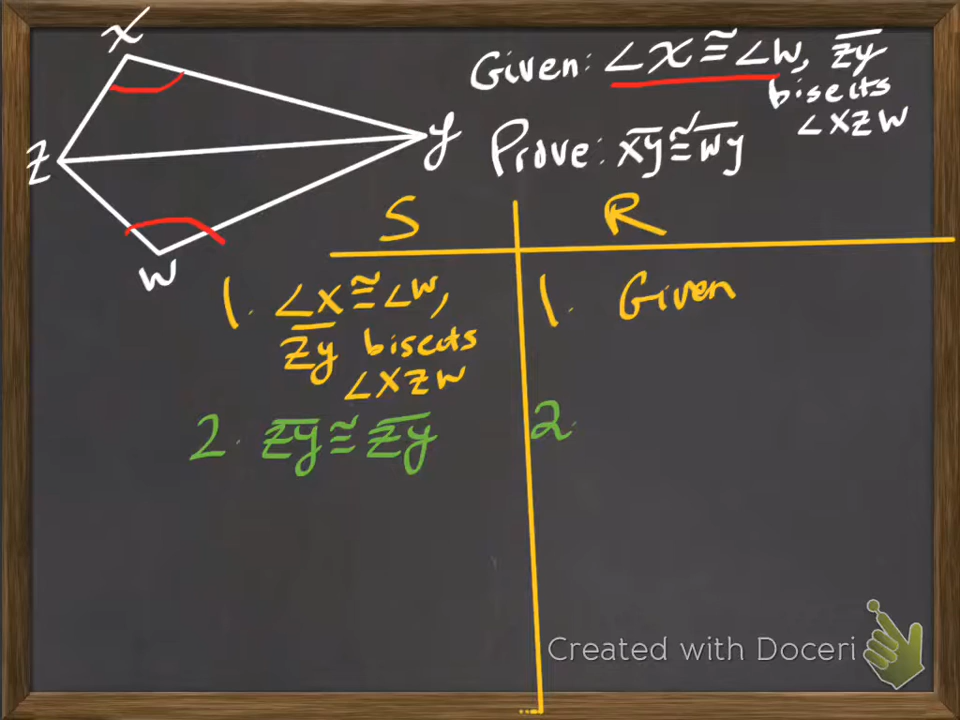 X
Z
Y
W
Given: ∠X ≅ ∠W, ZY
bisects
∠XZW
Prove: XY ≅ WY
S R
1. ∠X ≅ ∠W,
ZY bisects
∠XZW
1. Given
2. ZY ≅ ZY
2.
Created with Doceri